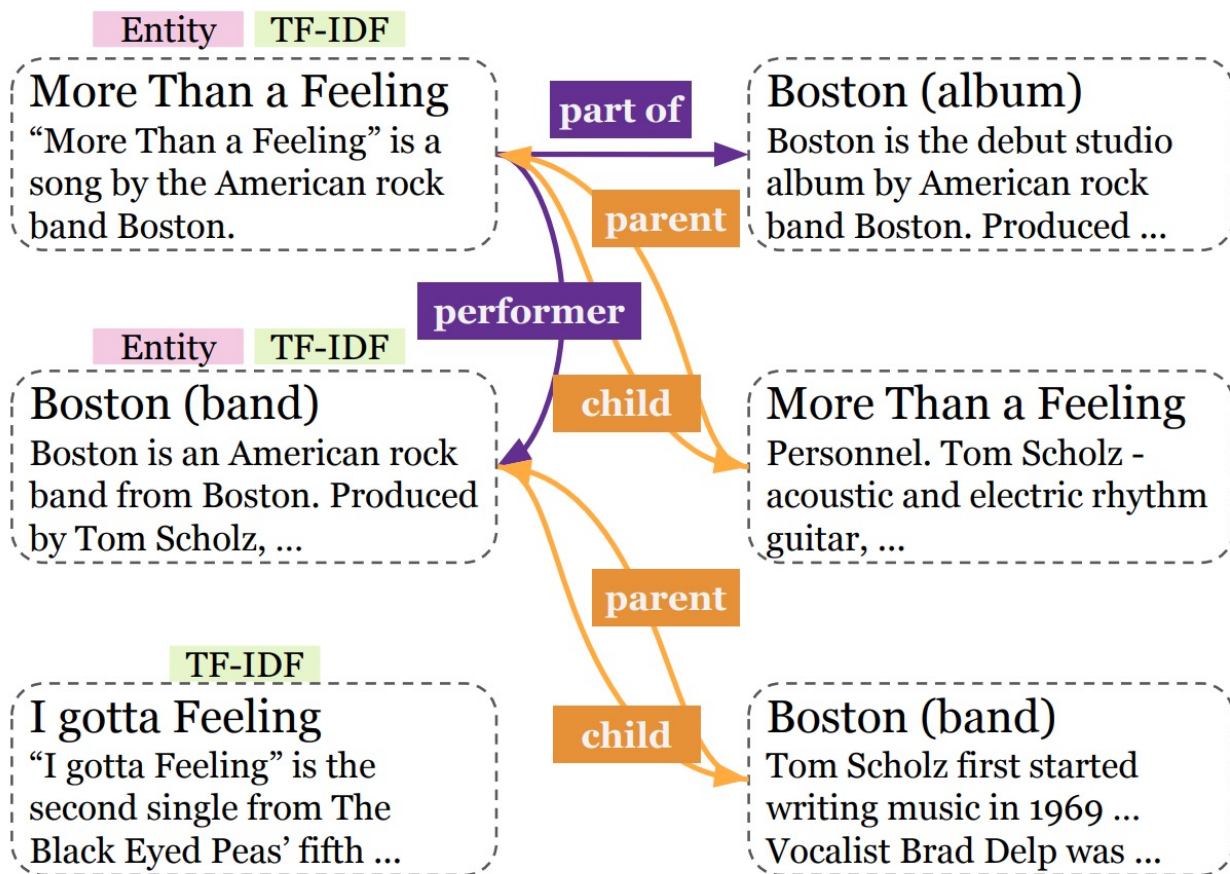 Entity TF-IDF
More Than a Feeling
“More Than a Feeling” is a
song by the American rock
band Boston.
part of
Boston (album)
Boston is the debut studio
album by American rock
band Boston. Produced ...
parent
performer
child
Entity TF-IDF
Boston (band)
Boston is an American rock
band from Boston. Produced
by Tom Scholz, ...
More Than a Feeling
Personnel. Tom Scholz -
acoustic and electric rhythm
guitar, ...
parent
child
TF-IDF
I gotta Feeling
“I gotta Feeling” is the
second single from The
Black Eyed Peas’ fifth ...
Boston (band)
Tom Scholz first started
writing music in 1969 ...
Vocalist Brad Delp was ...